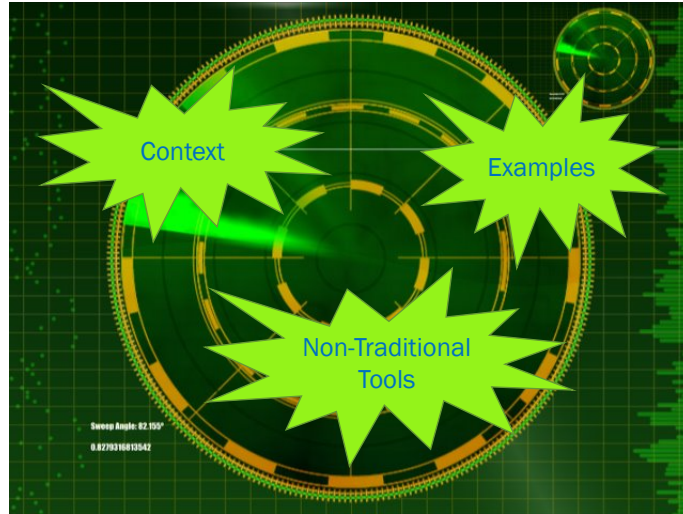 Context
Examples
Non-Traditional
Tools
Sweep Angle: 82.155°
0.8279316813542